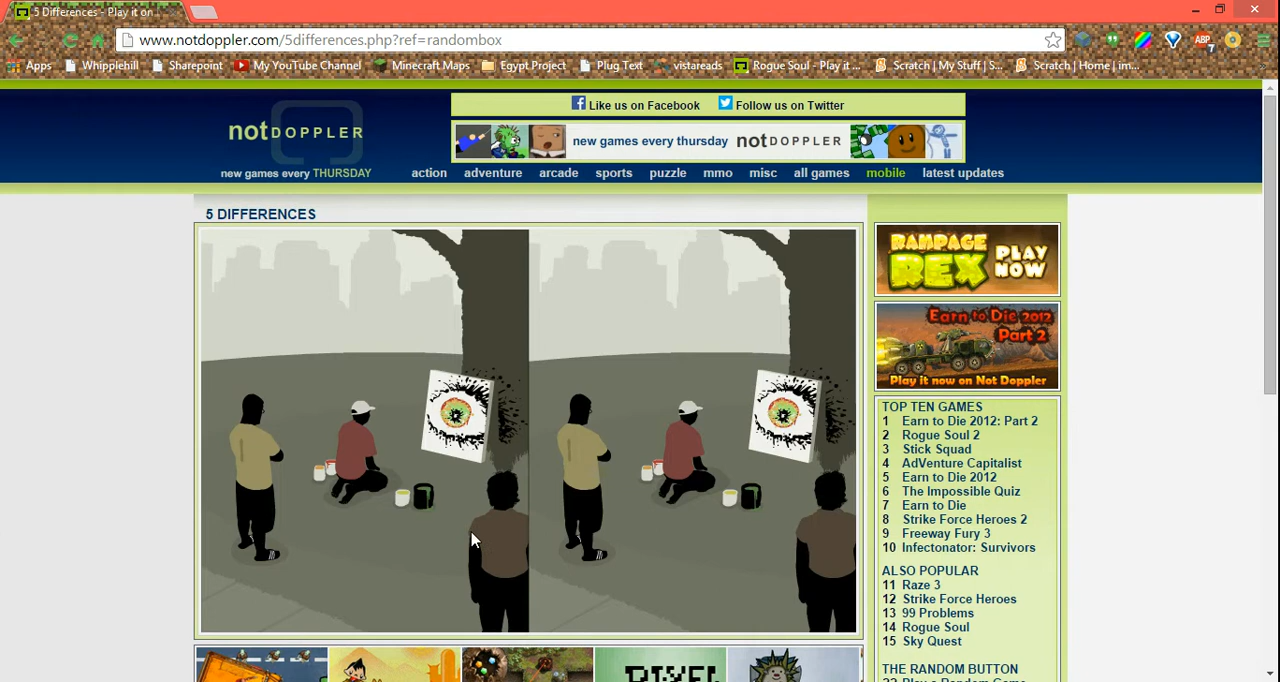 5 Differences - Play it on
www.notdoppler.com/5differences.php?ref=randombox
ABP
7
Apps Whipplehill Sharepoint My YouTube Channel Minecraft Maps Egypt Project Plug Text vistareads Rogue Soul - Play it ... Scratch | My Stuff | S... Scratch | Home | im... »
Like us on Facebook Follow us on Twitter
notDOPPLER
new games every thursday notDOPPLER
new games every THURSDAY
action adventure arcade sports puzzle mmo misc all games mobile latest updates
5 DIFFERENCES
RAMPAGE REX PLAY NOW
Earn to Die 2012
Part 2
Play it now on Not Doppler
TOP TEN GAMES
1 Earn to Die 2012: Part 2
2 Rogue Soul 2
3 Stick Squad
4 AdVenture Capitalist
5 Earn to Die 2012
6 The Impossible Quiz
7 Earn to Die
8 Strike Force Heroes 2
9 Freeway Fury 3
10 Infectonator: Survivors
ALSO POPULAR
11 Raze 3
12 Strike Force Heroes
13 99 Problems
14 Rogue Soul
15 Sky Quest
THE RANDOM BUTTON